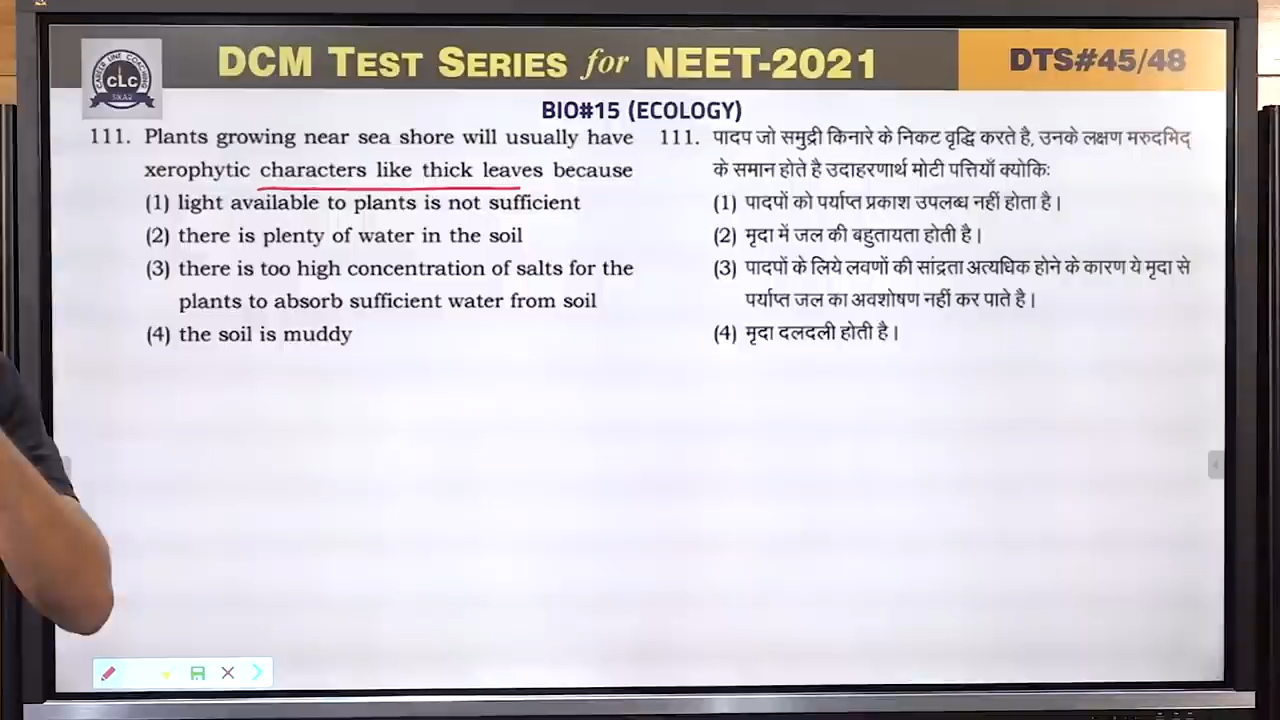 DCM TEST SERIES for NEET-2021
DTS#45/48
CAREER LINE COACHING
CLC
SIKAR
BIO#15 (ECOLOGY)
111. Plants growing near sea shore will usually have
xerophytic characters like thick leaves because
(1) light available to plants is not sufficient
(2) there is plenty of water in the soil
(3) there is too high concentration of salts for the
plants to absorb sufficient water from soil
(4) the soil is muddy
111. पादप जो समुद्री किनारे के निकट वृद्धि करते है, उनके लक्षण मरुदभिद्
के समान होते है उदाहरणार्थ मोटी पत्तियाँ क्योकिः
(1) पादपों को पर्याप्त प्रकाश उपलब्ध नहीं होता है।
(2) मृदा में जल की बहुतायता होती है।
(3) पादपों के लिये लवणों की सांद्रता अत्यधिक होने के कारण ये मृदा से
पर्याप्त जल का अवशोषण नहीं कर पाते है।
(4) मृदा दलदली होती है।